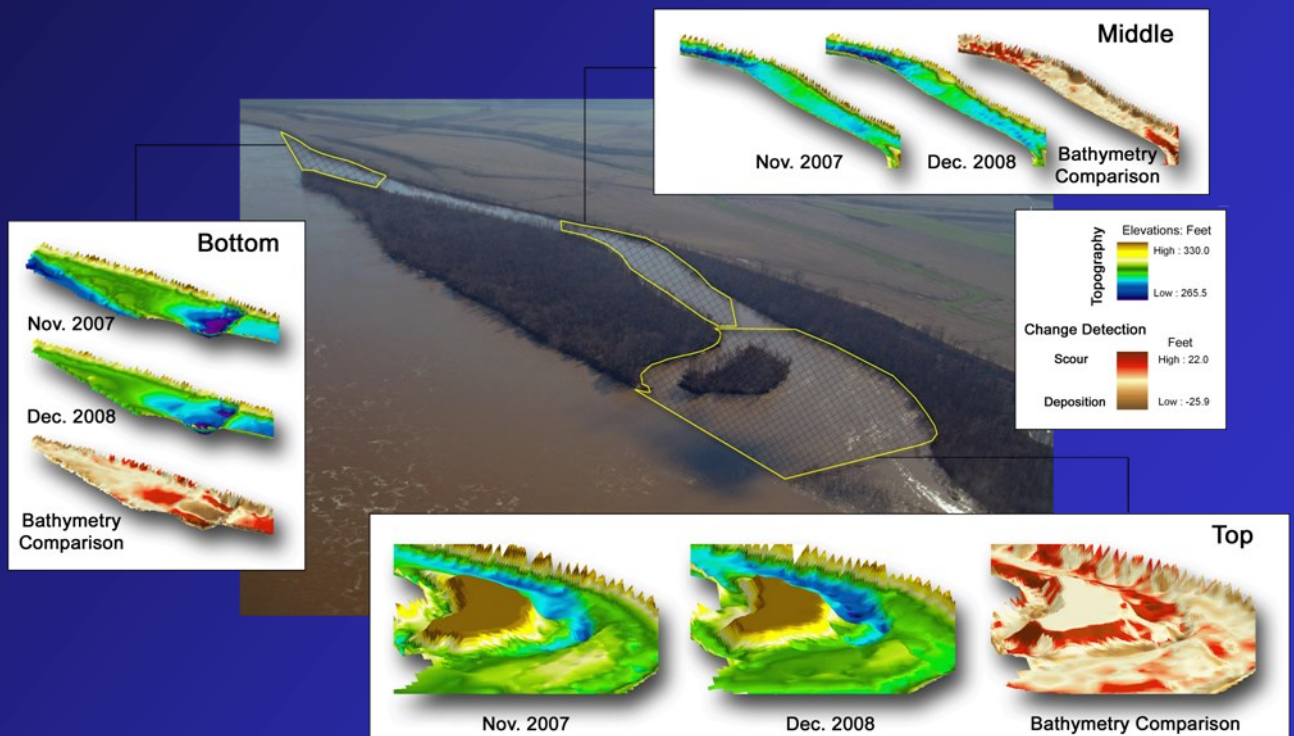 Middle
Nov. 2007
Dec. 2008
Bathymetry
Comparison
Bottom
Nov. 2007
Dec. 2008
Bathymetry
Comparison
Topography
Elevations: Feet
High : 330.0
Low : 265.5
Change Detection
Feet
Scour
High : 22.0
Deposition
Low : -25.9
Top
Nov. 2007
Dec. 2008
Bathymetry Comparison